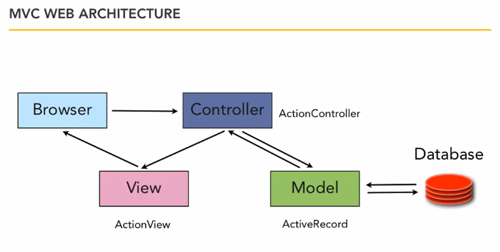 MVC WEB ARCHITECTURE
Browser
Controller
ActionController
Database
View
Model
ActionView
ActiveRecord